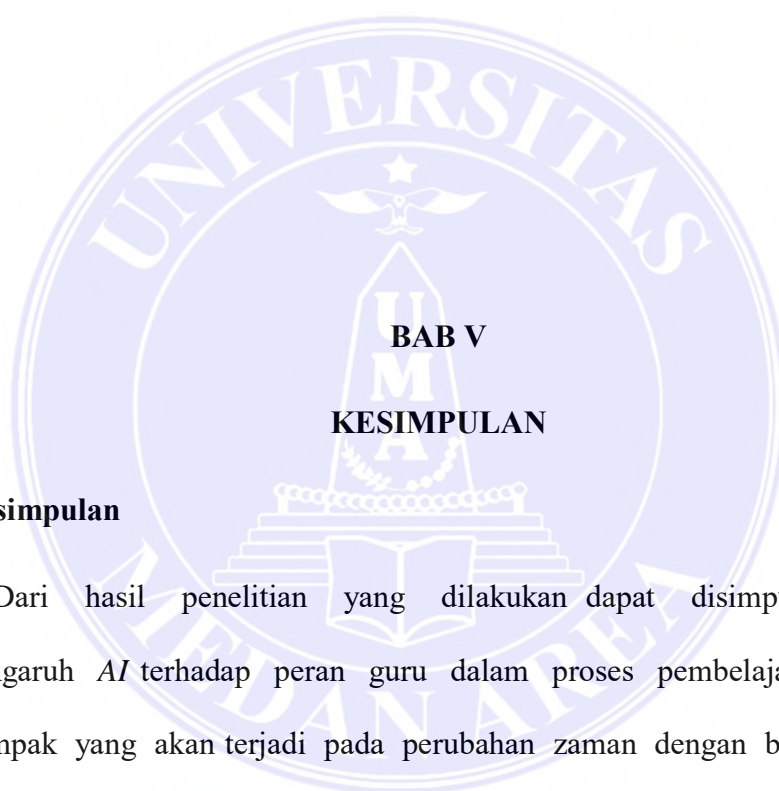 UNIVERSITAS
UMA
MEDAN AREA
BAB V
KESIMPULAN
simpulan
Dari hasil penelitian yang dilakukan dapat disimp
ngaruh AI terhadap peran guru dalam proses pembelaja
mpak yang akan terjadi pada perubahan zaman dengan b